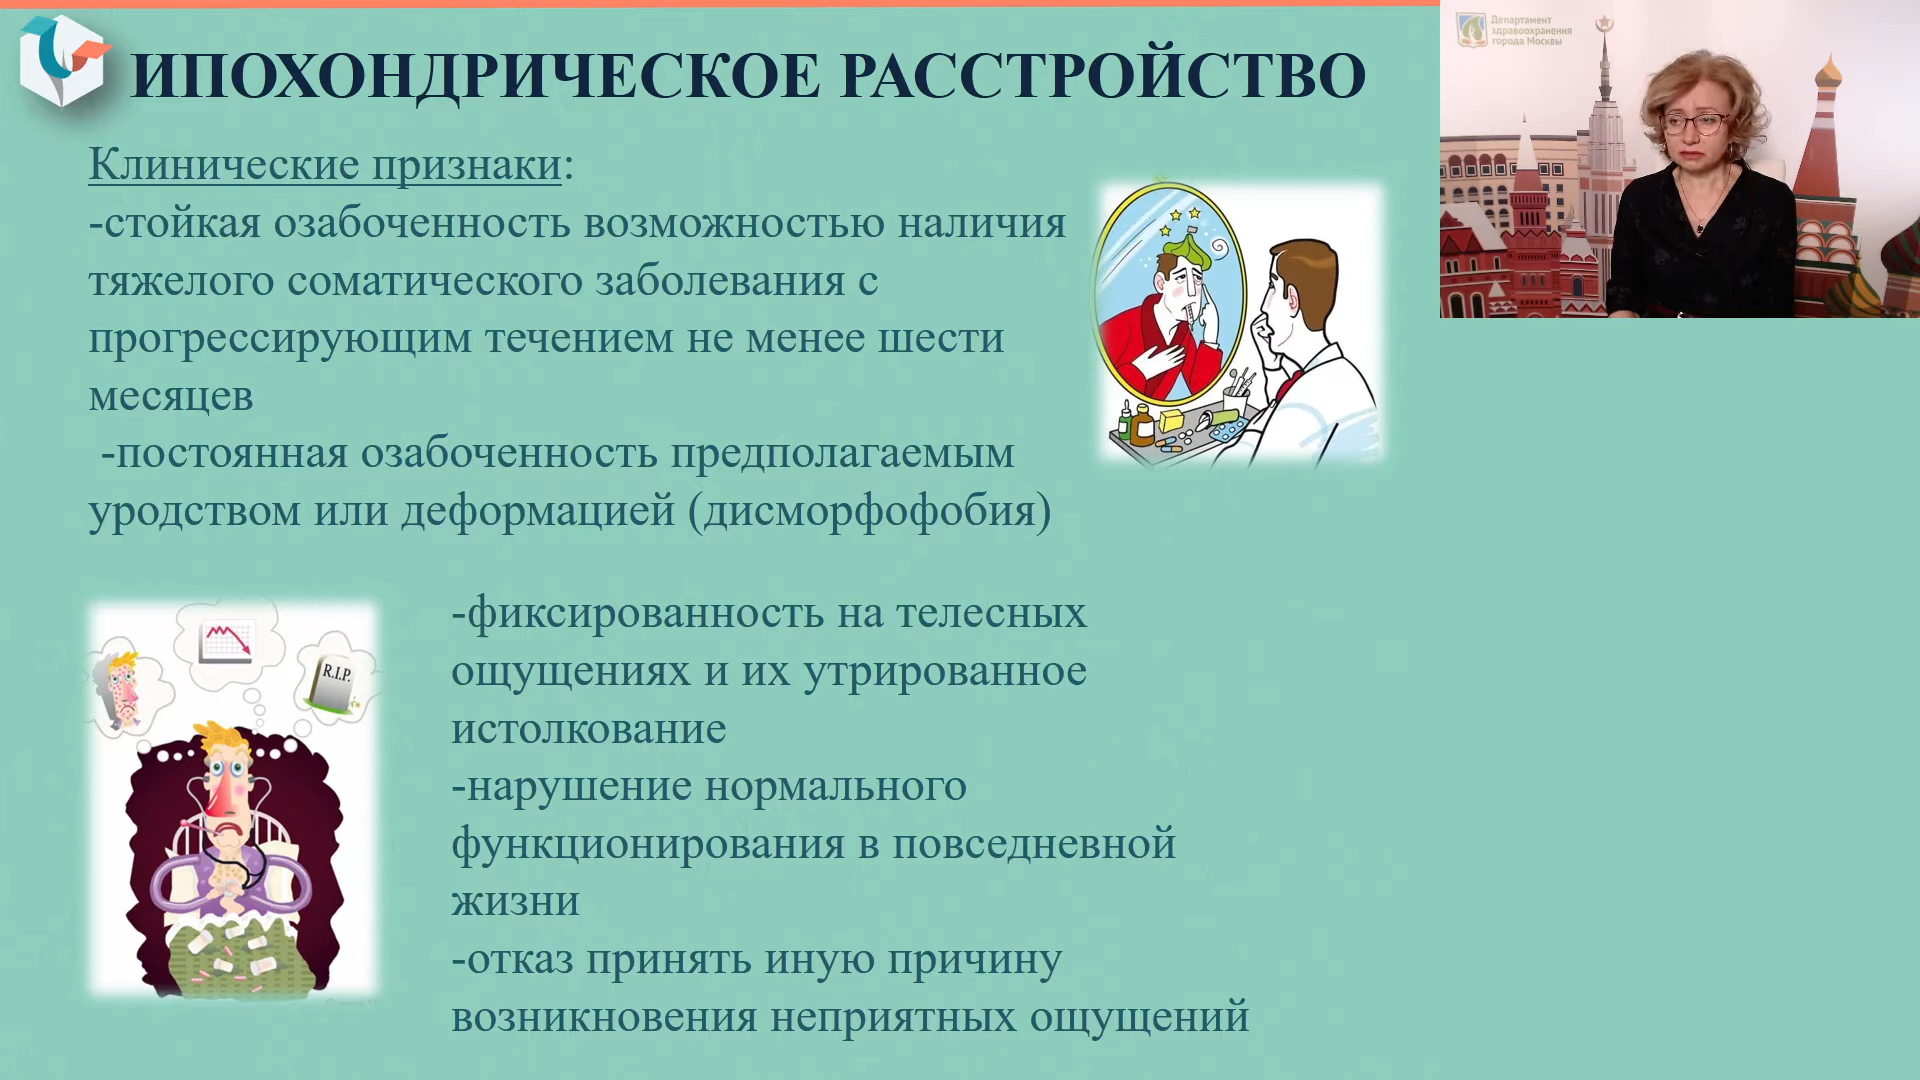 ИПОХОНДРИЧЕСКОЕ РАССТРОЙСТВО
Клинические признаки:
-стойкая озабоченность возможностью наличия
тяжелого соматического заболевания с
прогрессирующим течением не менее шести
месяцев
-постоянная озабоченность предполагаемым
уродством или деформацией (дисморфофобия)
-фиксированность на телесных
ощущениях и их утрированное
истолкование
-нарушение нормального
функционирования в повседневной
жизни
-отказ принять иную причину
возникновения неприятных ощущений
R.I.P.
Департамент
здравоохранения
города Москвы